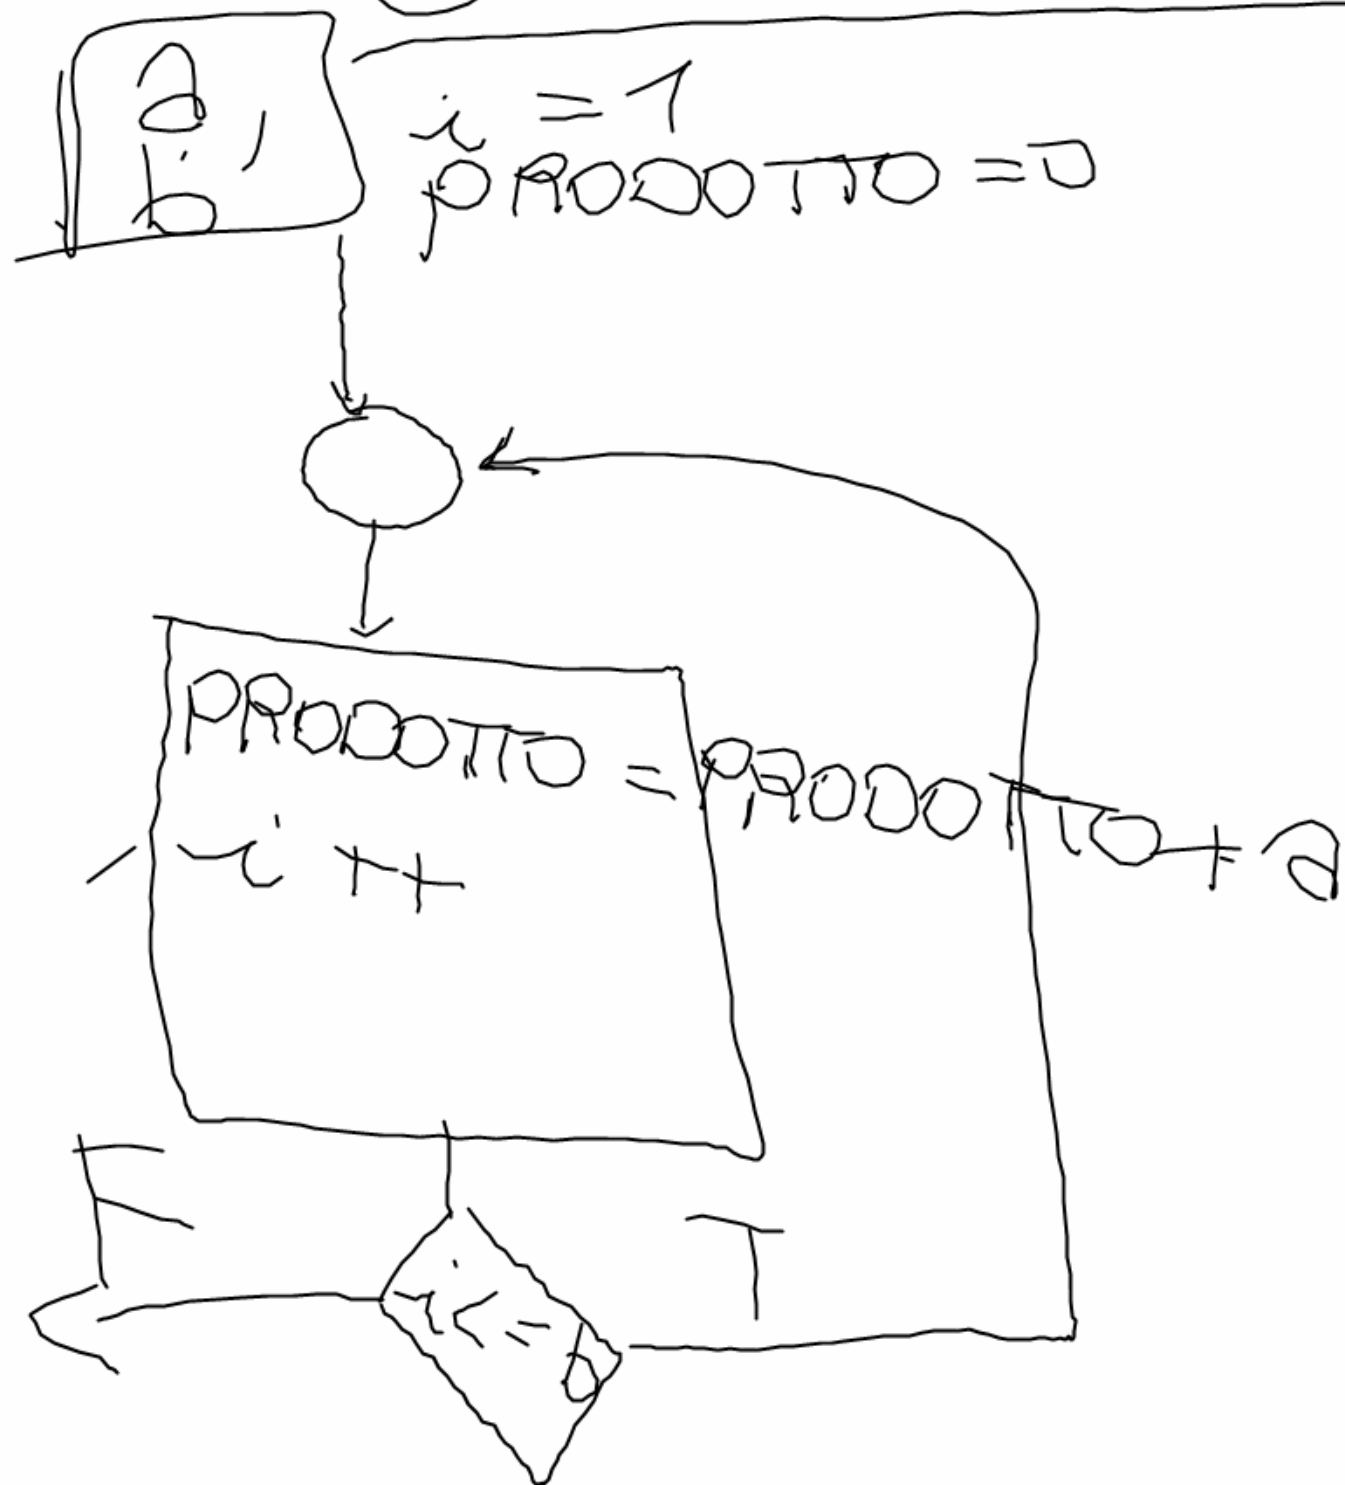 a,
b
i = 1
PRODOTTO = 0
PRODOTTO = PRODOTTO + a
i ++
F
T
i <= b